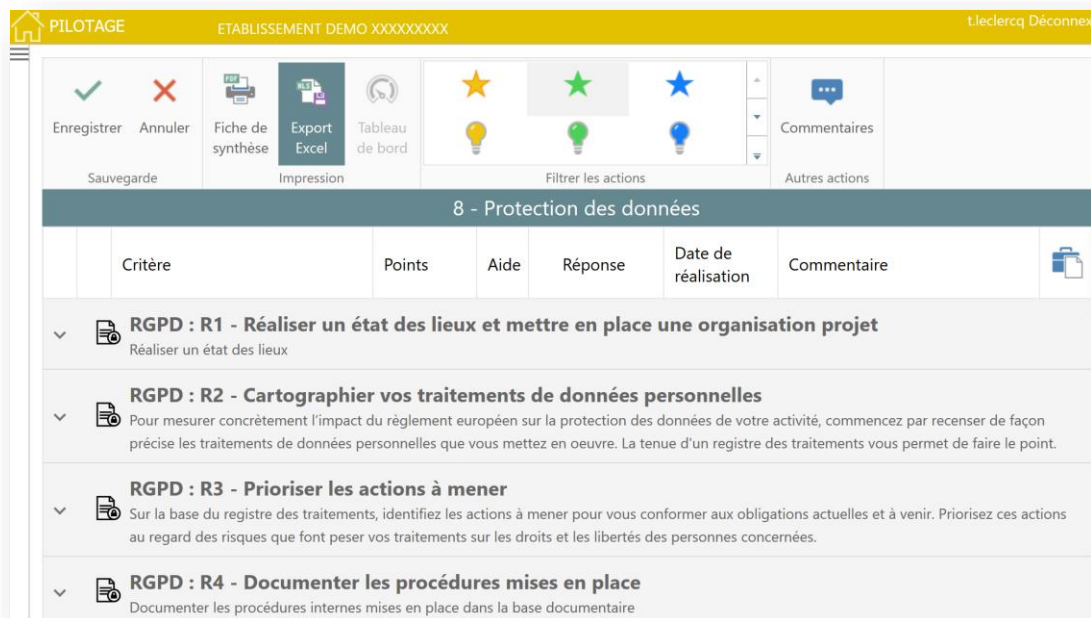 PILOTAGE
ETABLISSEMENT DEMO XXXXXXXXX
t.leclercq Déconnex
Enregistrer
Annuler
Sauvegarde
PDF
Fiche de
synthèse
XLS
Export
Excel
Tableau
de bord
Impression
Filtrer les actions
Commentaires
Autres actions
8 - Protection des données
Critère
Points
Aide
Réponse
Date de
réalisation
Commentaire
RGPD : R1 - Réaliser un état des lieux et mettre en place une organisation projet
Réaliser un état des lieux
RGPD : R2 - Cartographier vos traitements de données personnelles
Pour mesurer concrètement l'impact du règlement européen sur la protection des données de votre activité, commencez par recenser de façon
précise les traitements de données personnelles que vous mettez en oeuvre. La tenue d'un registre des traitements vous permet de faire le point.
RGPD : R3 - Prioriser les actions à mener
Sur la base du registre des traitements, identifiez les actions à mener pour vous conformer aux obligations actuelles et à venir. Priorisez ces actions
au regard des risques que font peser vos traitements sur les droits et les libertés des personnes concernées.
RGPD : R4 - Documenter les procédures mises en place
Documenter les procédures internes mises en place dans la base documentaire